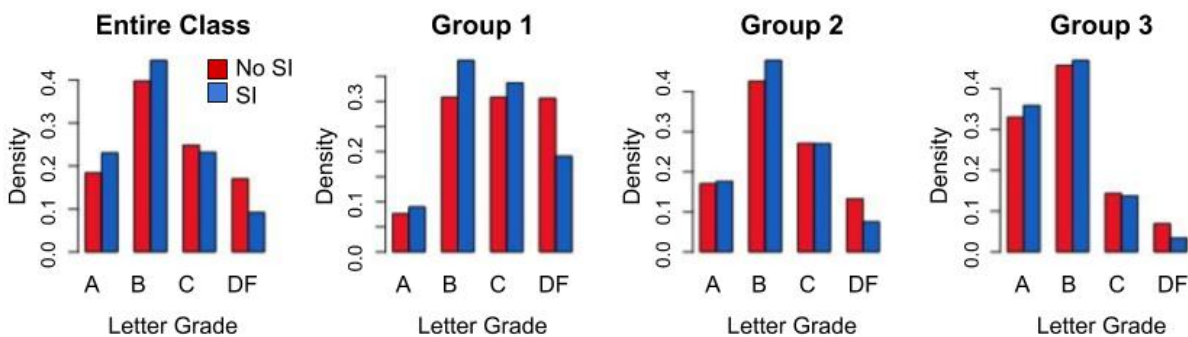 Entire Class
No SI
SI
Density
0.0 0.1 0.2 0.3 0.4
A B C DF
Letter Grade
Group 1
Density
0.0 0.1 0.2 0.3
A B C DF
Letter Grade
Group 2
Density
0.0 0.1 0.2 0.3 0.4
A B C DF
Letter Grade
Group 3
Density
0.0 0.1 0.2 0.3 0.4
A B C DF
Letter Grade